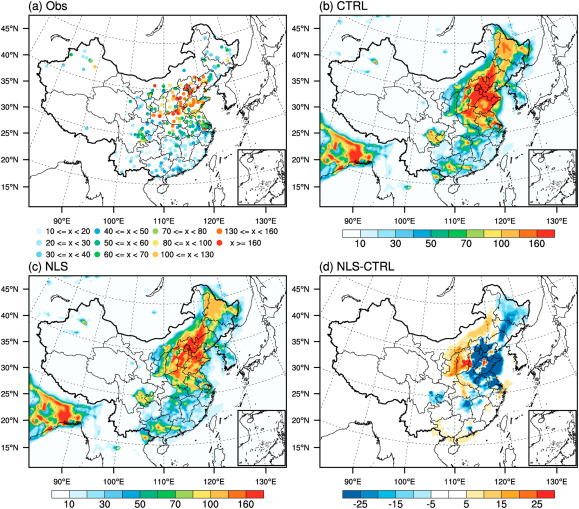 (a) Obs
(b) CTRL
45°N
40°N
35°N
30°N
25°N
20°N
15°N
45°N
40°N
35°N
30°N
25°N
20°N
15°N
90°E 100°E 110°E 120°E 130°E
90°E 100°E 110°E 120°E 130°E
10 <= x < 20 40 <= x < 50 70 <= x < 80 130 <= x < 160
20 <= x < 30 50 <= x < 60 80 <= x < 100 x >= 160
30 <= x < 40 60 <= x < 70 100 <= x < 130
10 30 50 70 100 160
(c) NLS
(d) NLS-CTRL
45°N
40°N
35°N
30°N
25°N
20°N
15°N
45°N
40°N
35°N
30°N
25°N
20°N
15°N
90°E 100°E 110°E 120°E 130°E
90°E 100°E 110°E 120°E 130°E
10 30 50 70 100 160
-25 -15 -5 5 15 25